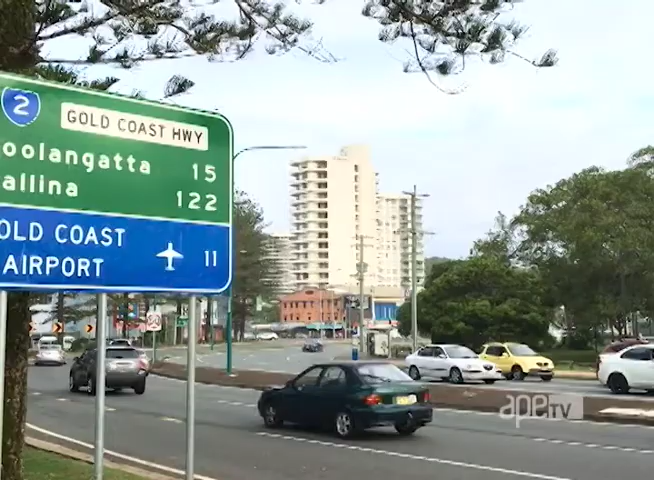 2
GOLD COAST HWY
oolangatta 15
allina 122
OLD COAST
AIRPORT 11
apeTV